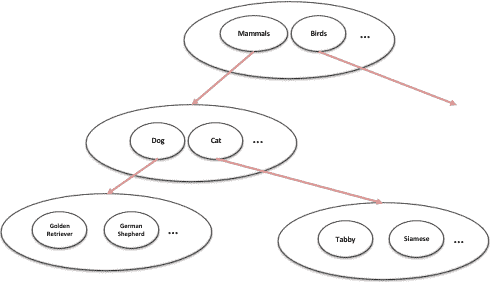 Mammals
Birds
...
Dog
Cat
...
Golden
Retriever
German
Shepherd
...
Tabby
Siamese
...